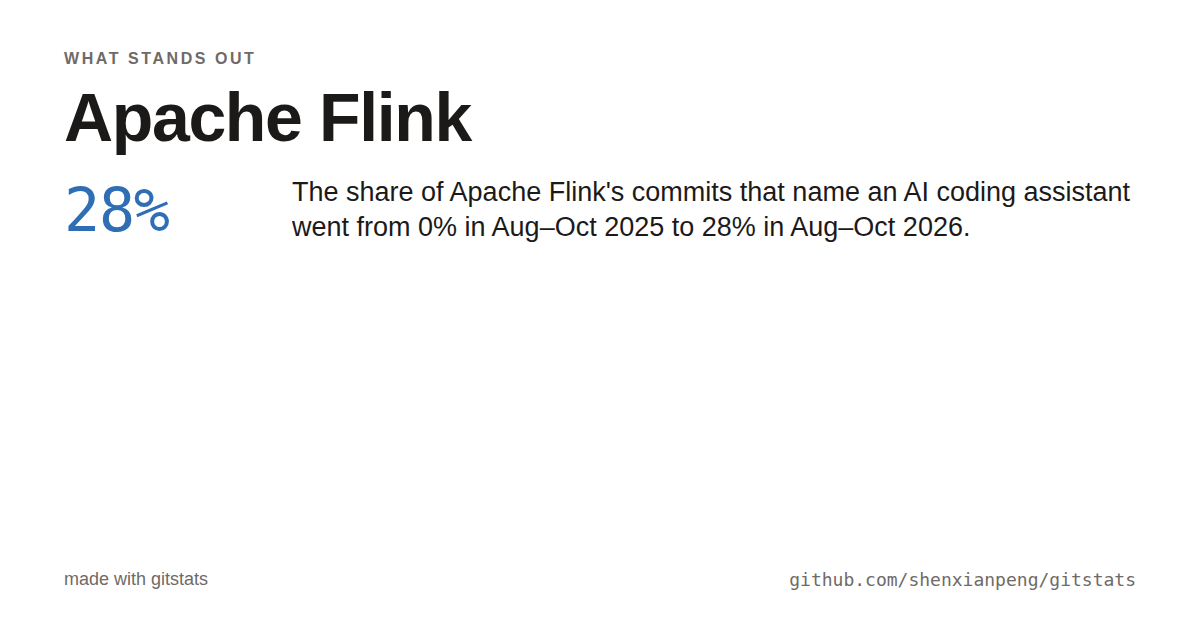 WHAT STANDS OUT
Apache Flink
28%
The share of Apache Flink's commits that name an AI coding assistant
went from 0% in Aug–Oct 2025 to 28% in Aug–Oct 2026.
made with gitstats
github.com/shenxianpeng/gitstats